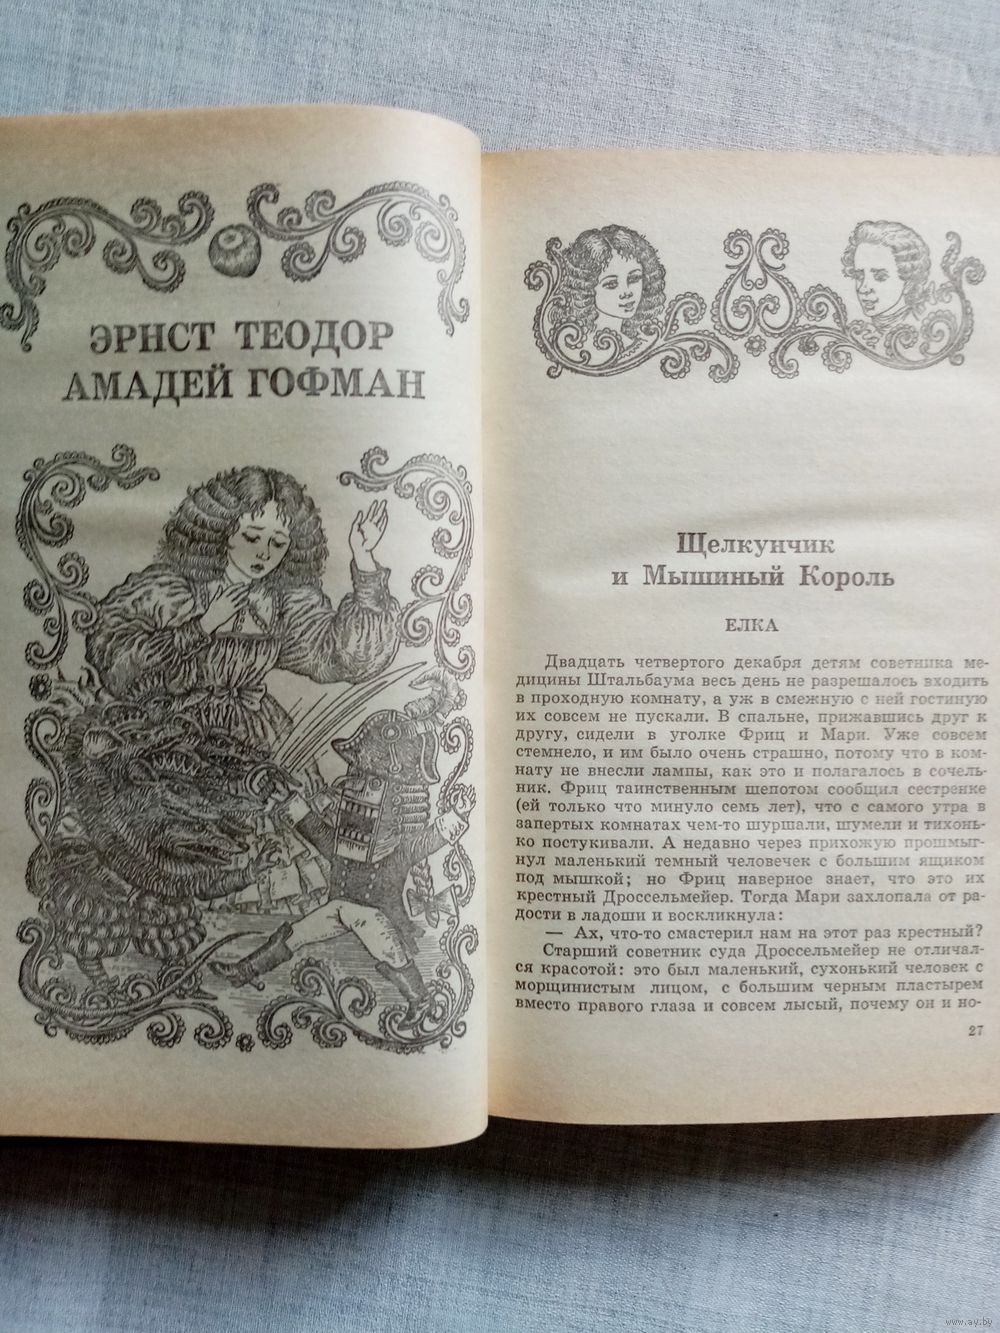 ЭРНСТ ТЕОДОР
АМАДЕЙ ГОФМАН
Щелкунчик
и Мышиный Король
ЕЛКА
Двадцать четвертого декабря детям советника ме-
дицины Штальбаума весь день не разрешалось входить
в проходную комнату, а уж в смежную с ней гостиную
их совсем не пускали. В спальне, прижавшись друг к
другу, сидели в уголке Фриц и Мари. Уже совсем
стемнело, и им было очень страшно, потому что в ком-
нату не внесли лампы, как это и полагалось в сочель-
ник. Фриц таинственным шепотом сообщил сестренке
(ей только что минуло семь лет), что с самого утра в
запертых комнатах чем-то шуршали, шумели и тихонь-
ко постукивали. А недавно через прихожую прошмыг-
нул маленький темный человечек с большим ящиком
под мышкой; но Фриц наверное знает, что это их
крестный Дроссельмейер. Тогда Мари захлопала от ра-
дости в ладоши и воскликнула:
— Ах, что-то смастерил нам на этот раз крестный?
Старший советник суда Дроссельмейер не отличал-
ся красотой: это был маленький, сухонький человек с
морщинистым лицом, с большим черным пластырем
вместо правого глаза и совсем лысый, почему он и но-
27
www.ay.by